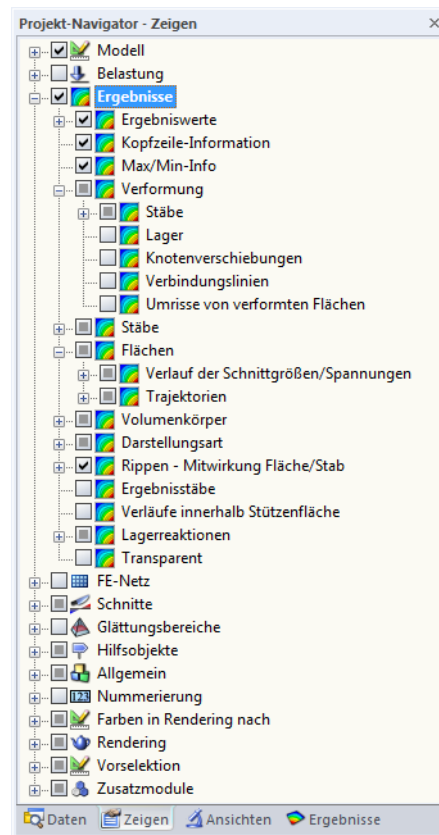 Projekt-Navigator - Zeigen
Modell
Belastung
Ergebnisse
Ergebniswerte
Kopfzeile-Information
Max/Min-Info
Verformung
Stäbe
Lager
Knotenverschiebungen
Verbindungslinien
Umrisse von verformten Flächen
Stäbe
Flächen
Verlauf der Schnittgrößen/Spannungen
Trajektorien
Volumenkörper
Darstellungsart
Rippen - Mitwirkung Fläche/Stab
Ergebnisstäbe
Verläufe innerhalb Stützenfläche
Lagerreaktionen
Transparent
FE-Netz
Schnitte
Glättungsbereiche
Hilfsobjekte
Allgemein
123 Nummerierung
Farben in Rendering nach
Rendering
Vorselektion
Zusatzmodule
Daten Zeigen Ansichten Ergebnisse